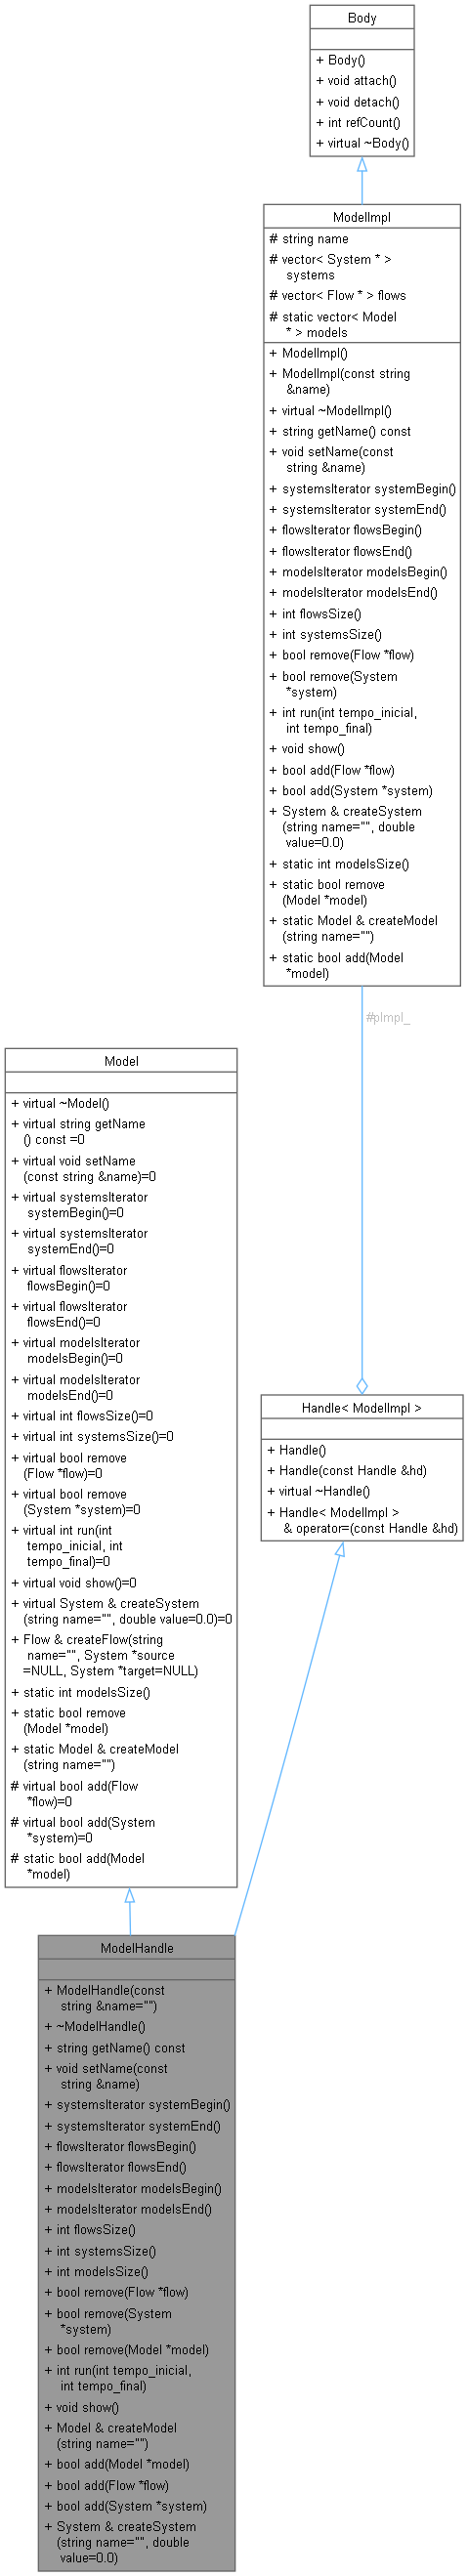 Body
+ Body()
+ void attach()
+ void detach()
+ int refCount()
+ virtual ~Body()
ModelImpl
# string name
# vector< System * >
systems
# vector< Flow * > flows
# static vector< Model
* > models
+ ModelImpl()
+ ModelImpl(const string
&name)
+ virtual ~ModelImpl()
+ string getName() const
+ void setName(const
string &name)
+ systemsIterator systemBegin()
+ systemsIterator systemEnd()
+ flowsIterator flowsBegin()
+ flowsIterator flowsEnd()
+ modelsIterator modelsBegin()
+ modelsIterator modelsEnd()
+ int flowsSize()
+ int systemsSize()
+ bool remove(Flow *flow)
+ bool remove(System
*system)
+ int run(int tempo_inicial,
int tempo_final)
+ void show()
+ bool add(Flow *flow)
+ bool add(System *system)
+ System & createSystem
(string name="", double
value=0.0)
+ static int modelsSize()
+ static bool remove
(Model *model)
+ static Model & createModel
(string name="")
+ static bool add(Model
*model)
#pImpl_
Model
+ virtual ~Model()
+ virtual string getName
() const =0
+ virtual void setName
(const string &name)=0
+ virtual systemsIterator
systemBegin()=0
+ virtual systemsIterator
systemEnd()=0
+ virtual flowsIterator
flowsBegin()=0
+ virtual flowsIterator
flowsEnd()=0
+ virtual modelsIterator
modelsBegin()=0
+ virtual modelsIterator
modelsEnd()=0
+ virtual int flowsSize()=0
+ virtual int systemsSize()=0
+ virtual bool remove
(Flow *flow)=0
+ virtual bool remove
(System *system)=0
+ virtual int run(int
tempo_inicial, int
tempo_final)=0
+ virtual void show()=0
+ virtual System & createSystem
(string name="", double value=0.0)=0
+ Flow & createFlow(string
name="", System *source
=NULL, System *target=NULL)
+ static int modelsSize()
+ static bool remove
(Model *model)
+ static Model & createModel
(string name="")
# virtual bool add(Flow
*flow)=0
# virtual bool add(System
*system)=0
# static bool add(Model
*model)
Handle< ModelImpl >
+ Handle()
+ Handle(const Handle &hd)
+ virtual ~Handle()
+ Handle< ModelImpl >
& operator=(const Handle &hd)
ModelHandle
+ ModelHandle(const
string &name="")
+ ~ModelHandle()
+ string getName() const
+ void setName(const
string &name)
+ systemsIterator systemBegin()
+ systemsIterator systemEnd()
+ flowsIterator flowsBegin()
+ flowsIterator flowsEnd()
+ modelsIterator modelsBegin()
+ modelsIterator modelsEnd()
+ int flowsSize()
+ int systemsSize()
+ int modelsSize()
+ bool remove(Flow *flow)
+ bool remove(System
*system)
+ bool remove(Model *model)
+ int run(int tempo_inicial,
int tempo_final)
+ void show()
+ Model & createModel
(string name="")
+ bool add(Model *model)
+ bool add(Flow *flow)
+ bool add(System *system)
+ System & createSystem
(string name="", double
value=0.0)